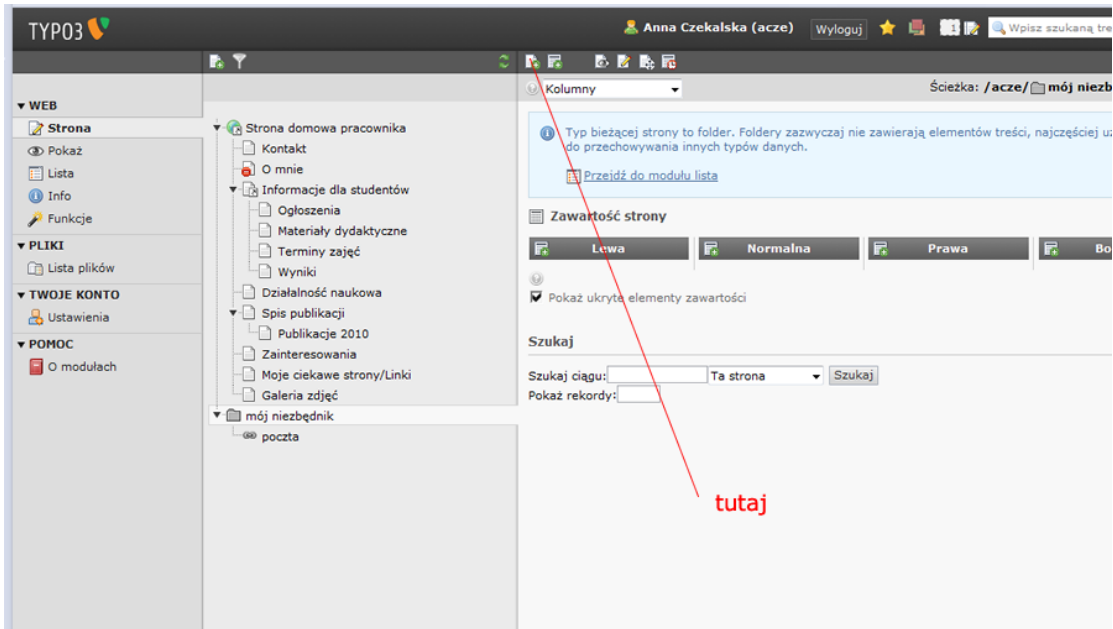 TYPO3
Anna Czekalska (acze)
Wyloguj
1
Wpisz szukaną tre
Kolumny
Ścieżka: /acze/ mój niezb
WEB
Strona
Pokaż
Lista
Info
Funkcje
PLIKI
Lista plików
TWOJE KONTO
Ustawienia
POMOC
O modułach
Strona domowa pracownika
Kontakt
O mnie
Informacje dla studentów
Ogłoszenia
Materiały dydaktyczne
Terminy zajęć
Wyniki
Działalność naukowa
Spis publikacji
Publikacje 2010
Zainteresowania
Moje ciekawe strony/Linki
Galeria zdjęć
mój niezbędnik
poczta
Typ bieżącej strony to folder. Foldery zazwyczaj nie zawierają elementów treści, najczęściej uż
do przechowywania innych typów danych.
Przejdź do modułu lista
Zawartość strony
Lewa Normalna Prawa Bo
Pokaż ukryte elementy zawartości
Szukaj
Szukaj ciągu: Ta strona Szukaj
Pokaż rekordy:
tutaj